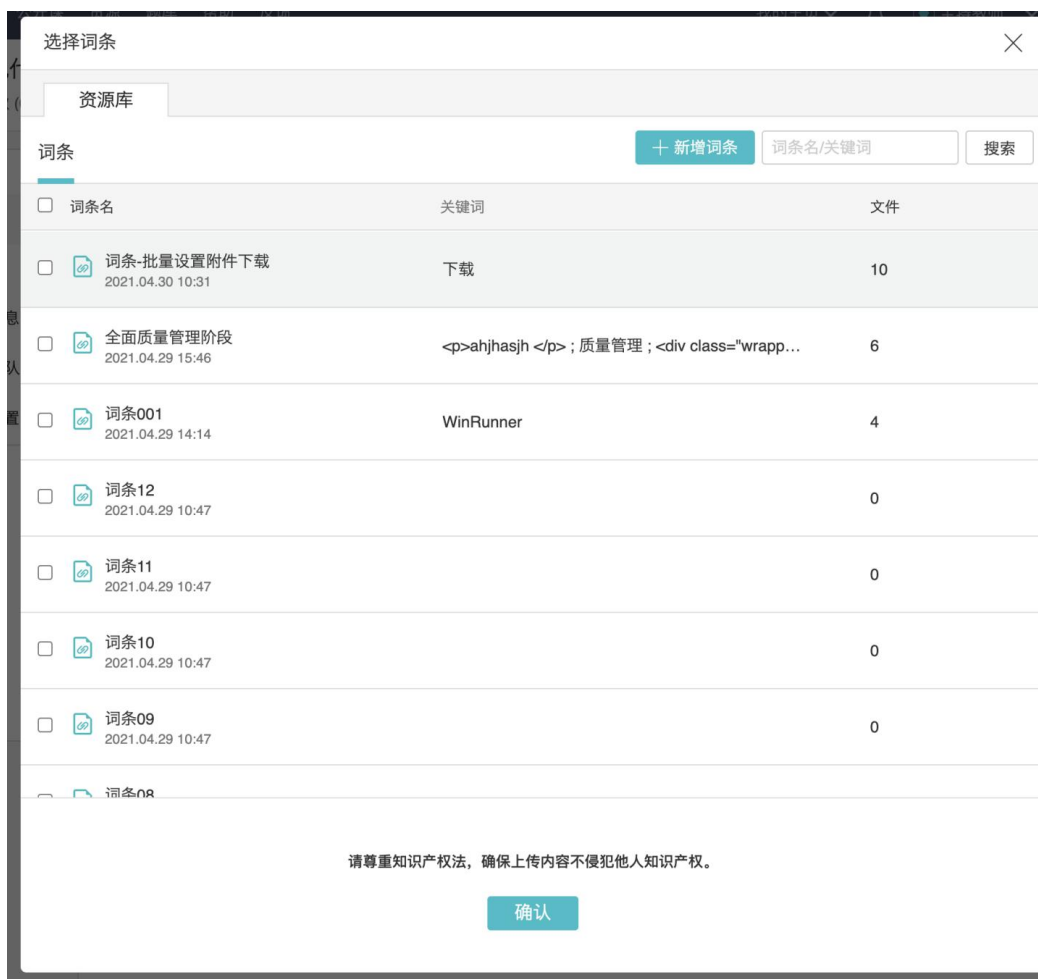 选择词条
资源库
词条
新增词条
词条名/关键词
搜索
词条名 关键词 文件
词条-批量设置附件下载
2021.04.30 10:31
下载
10
全面质量管理阶段
2021.04.29 15:46
<p>ahjhasjh </p> ; 质量管理 ; <div class="wrapp...
6
词条001
2021.04.29 14:14
WinRunner
4
词条12
2021.04.29 10:47
0
词条11
2021.04.29 10:47
0
词条10
2021.04.29 10:47
0
词条09
2021.04.29 10:47
0
词条08
请尊重知识产权法，确保上传内容不侵犯他人知识产权。
确认